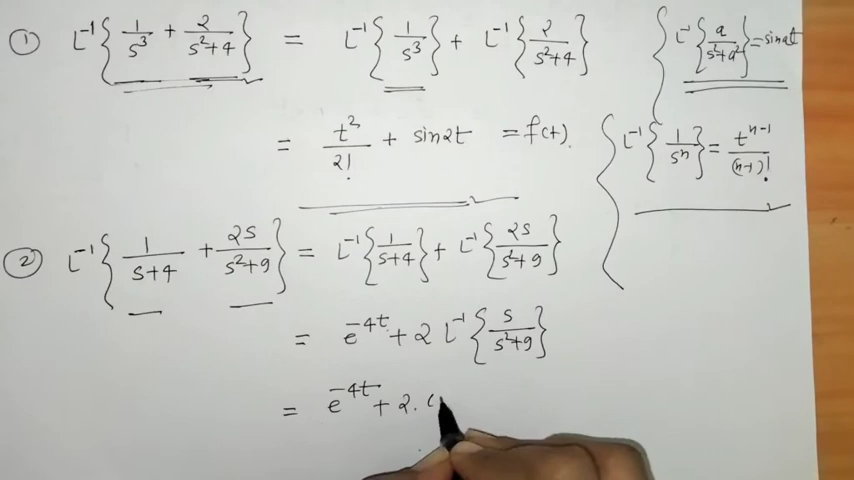 ① L⁻¹{1/s³ + 2/(s²+4)} = L⁻¹{1/s³} + L⁻¹{2/(s²+4)}
L⁻¹{a/(s²+a²)} = sinat
= t²/2! + sin2t = f(t).
L⁻¹{1/sⁿ} = tⁿ⁻¹/(n-1)!
② L⁻¹{1/(s+4) + 2s/(s²+9)} = L⁻¹{1/(s+4)} + L⁻¹{2s/(s²+9)}
= e⁻⁴ᵗ + 2 L⁻¹{s/(s²+9)}
= e⁻⁴ᵗ + 2. (